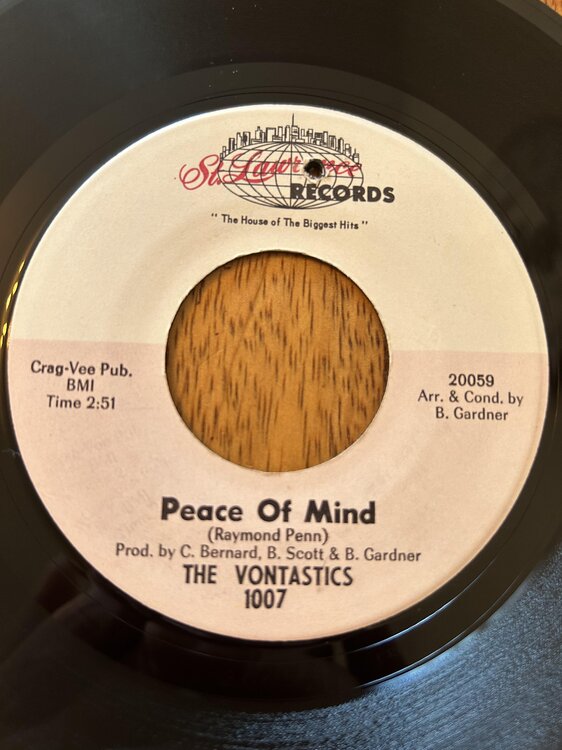 St. Lawrence
RECORDS
" The House of The Biggest Hits "
Crag-Vee Pub.
BMI
Time 2:51
20059
Arr. & Cond. by
B. Gardner
Peace Of Mind
(Raymond Penn)
Prod. by C. Bernard, B. Scott & B. Gardner
THE VONTASTICS
1007